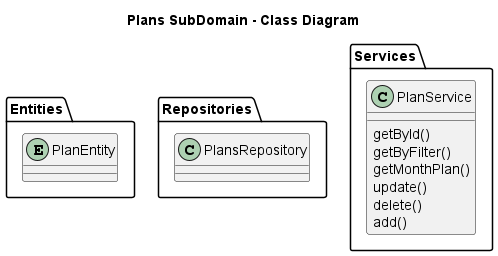 Plans SubDomain - Class Diagram
Entities
E PlanEntity
Repositories
C PlansRepository
Services
C PlanService
getById()
getByFilter()
getMonthPlan()
update()
delete()
add()